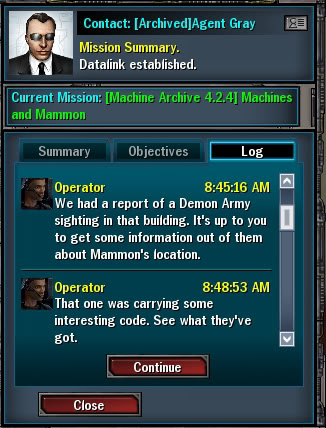 Contact: [Archived]Agent Gray
Mission Summary.
Datalink established.
Current Mission: [Machine Archive 4.2.4] Machines
and Mammon
Summary
Objectives
Log
Operator 8:45:16 AM
We had a report of a Demon Army
sighting in that building. It's up to you
to get some information out of them
about Mammon's location.
Operator 8:48:53 AM
That one was carrying some
interesting code. See what they've
got.
Continue
Close